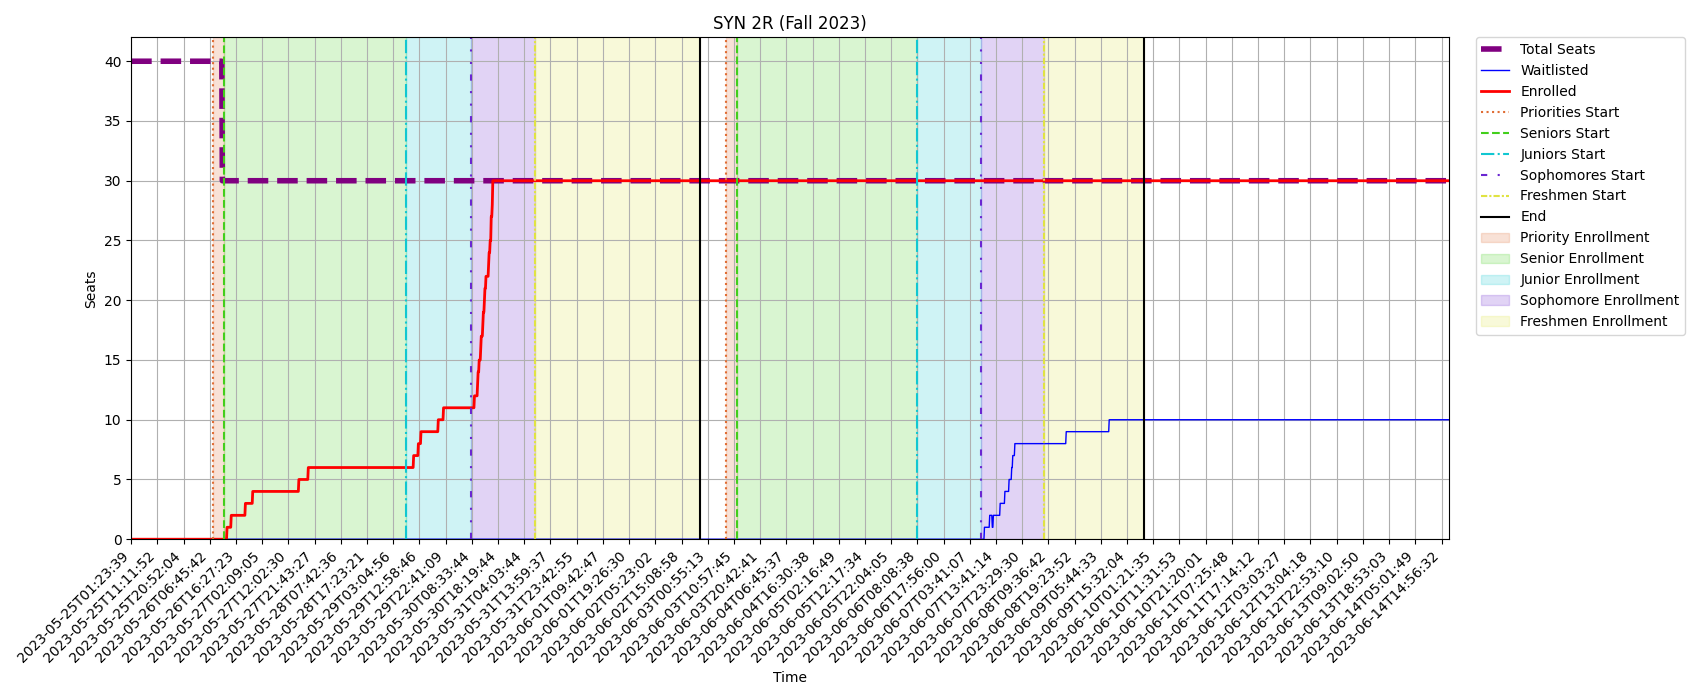 SYN 2R (Fall 2023)
Seats
40
35
30
25
20
15
10
5
0
2023-05-25T01:23:39
2023-05-25T11:11:52
2023-05-25T20:52:04
2023-05-26T06:45:42
2023-05-26T16:27:23
2023-05-27T02:09:05
2023-05-27T12:02:30
2023-05-27T21:43:27
2023-05-28T07:42:36
2023-05-28T17:23:21
2023-05-29T03:04:56
2023-05-29T12:58:46
2023-05-29T22:41:09
2023-05-30T08:33:44
2023-05-30T18:19:44
2023-05-31T04:03:44
2023-05-31T13:59:37
2023-05-31T23:42:55
2023-06-01T09:42:47
2023-06-01T19:26:30
2023-06-02T05:23:02
2023-06-02T15:08:58
2023-06-03T00:55:13
2023-06-03T10:57:45
2023-06-03T20:42:41
2023-06-04T06:45:37
2023-06-04T16:30:38
2023-06-05T02:16:49
2023-06-05T12:17:34
2023-06-05T22:04:05
2023-06-06T08:08:38
2023-06-06T17:56:00
2023-06-07T03:41:07
2023-06-07T13:41:14
2023-06-07T23:29:30
2023-06-08T09:36:42
2023-06-08T19:23:52
2023-06-09T05:44:33
2023-06-09T15:32:04
2023-06-10T01:21:35
2023-06-10T11:31:53
2023-06-10T21:20:01
2023-06-11T07:25:48
2023-06-11T17:14:12
2023-06-12T03:03:27
2023-06-12T13:04:18
2023-06-12T22:53:10
2023-06-13T09:02:50
2023-06-13T18:53:03
2023-06-14T05:01:49
2023-06-14T14:56:32
Time
Total Seats
Waitlisted
Enrolled
Priorities Start
Seniors Start
Juniors Start
Sophomores Start
Freshmen Start
End
Priority Enrollment
Senior Enrollment
Junior Enrollment
Sophomore Enrollment
Freshmen Enrollment